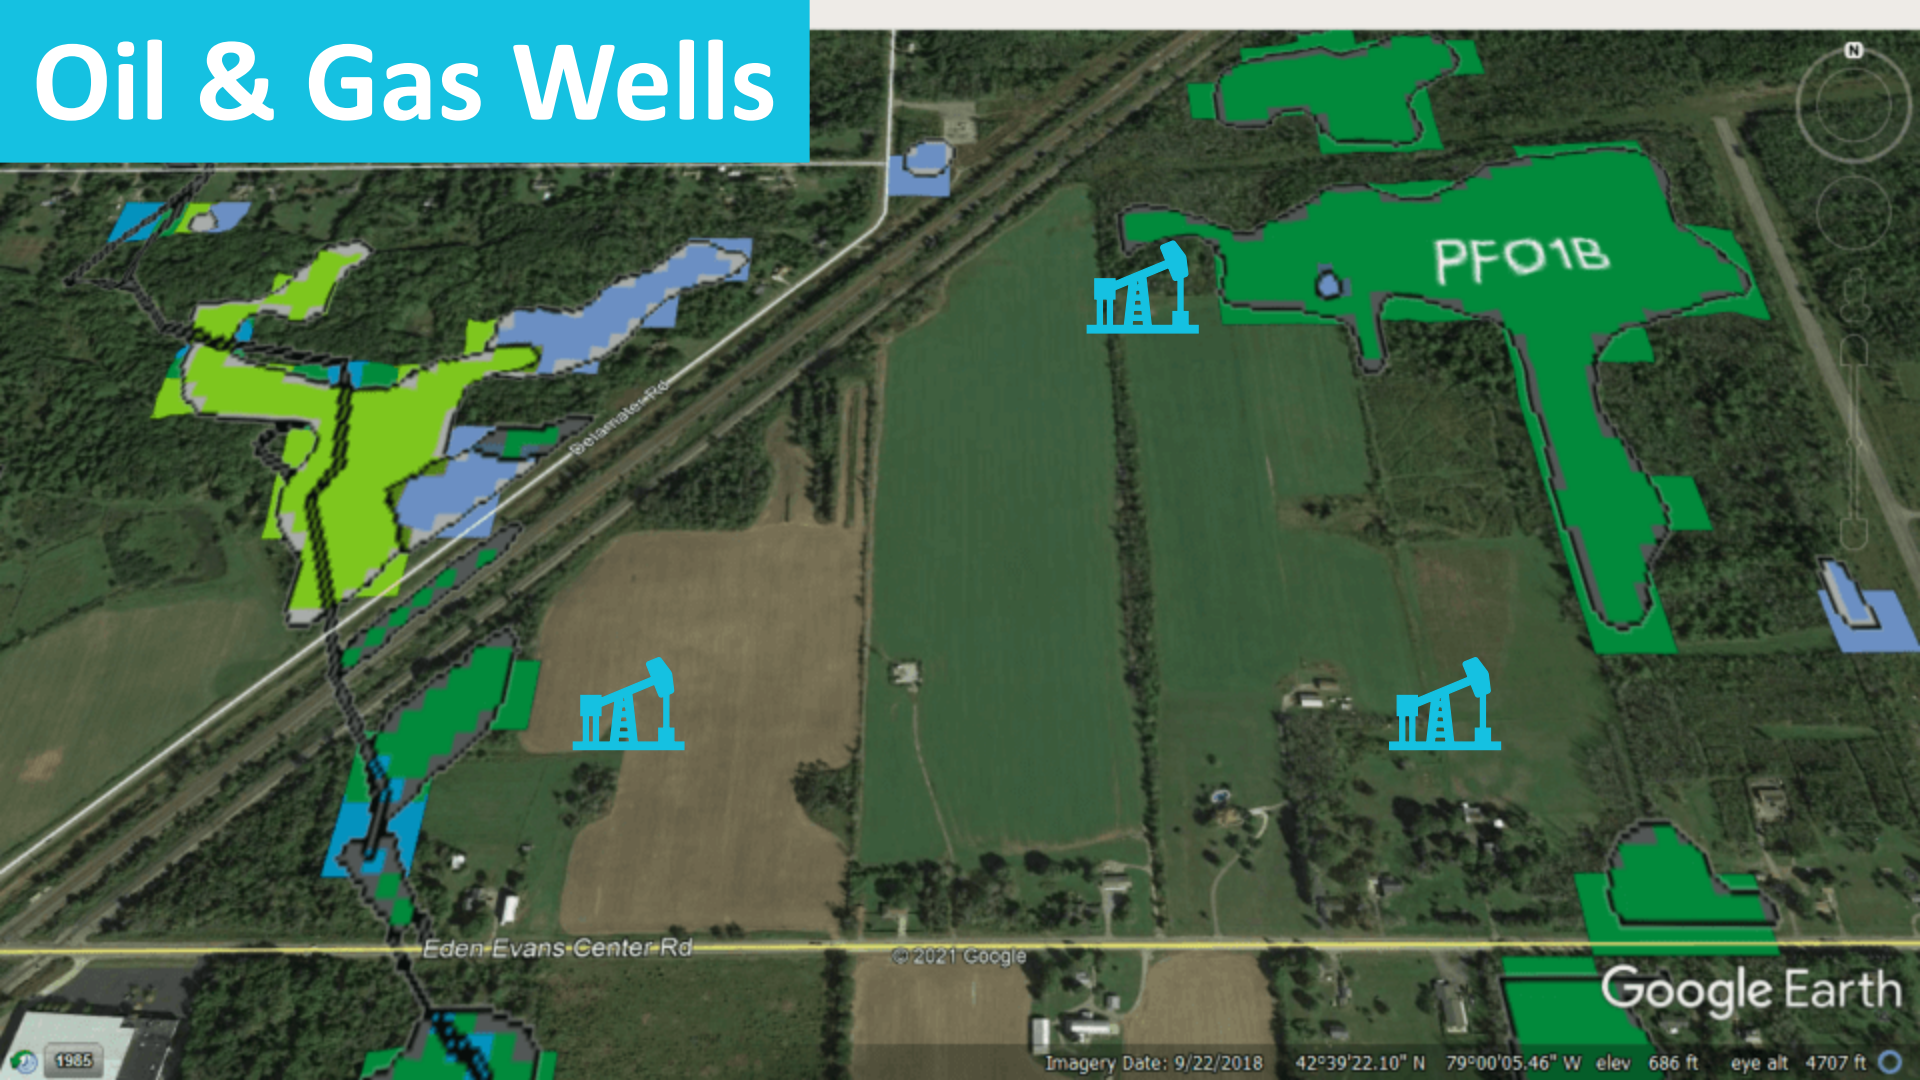 Oil & Gas Wells
N
PFO1B
Delamater Rd
Eden Evans Center Rd
© 2021 Google
Google Earth
1985
Imagery Date: 9/22/2018 42°39'22.10" N 79°00'05.46" W elev 686 ft eye alt 4707 ft